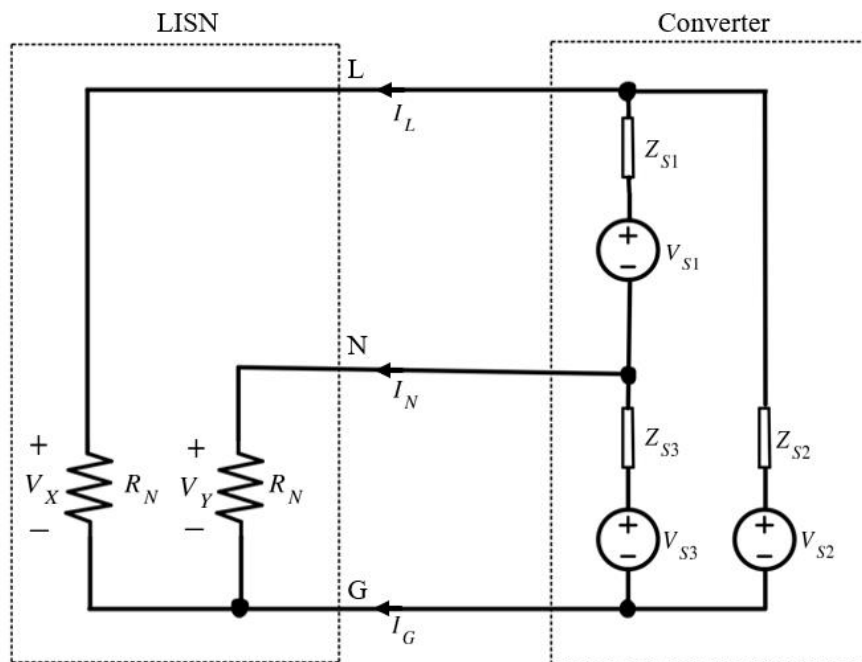 LISN
Converter
L
I_L
Z_S1
V_S1
N
I_N
Z_S3
Z_S2
+
V_X
−
R_N
+
V_Y
−
R_N
V_S3
V_S2
G
I_G